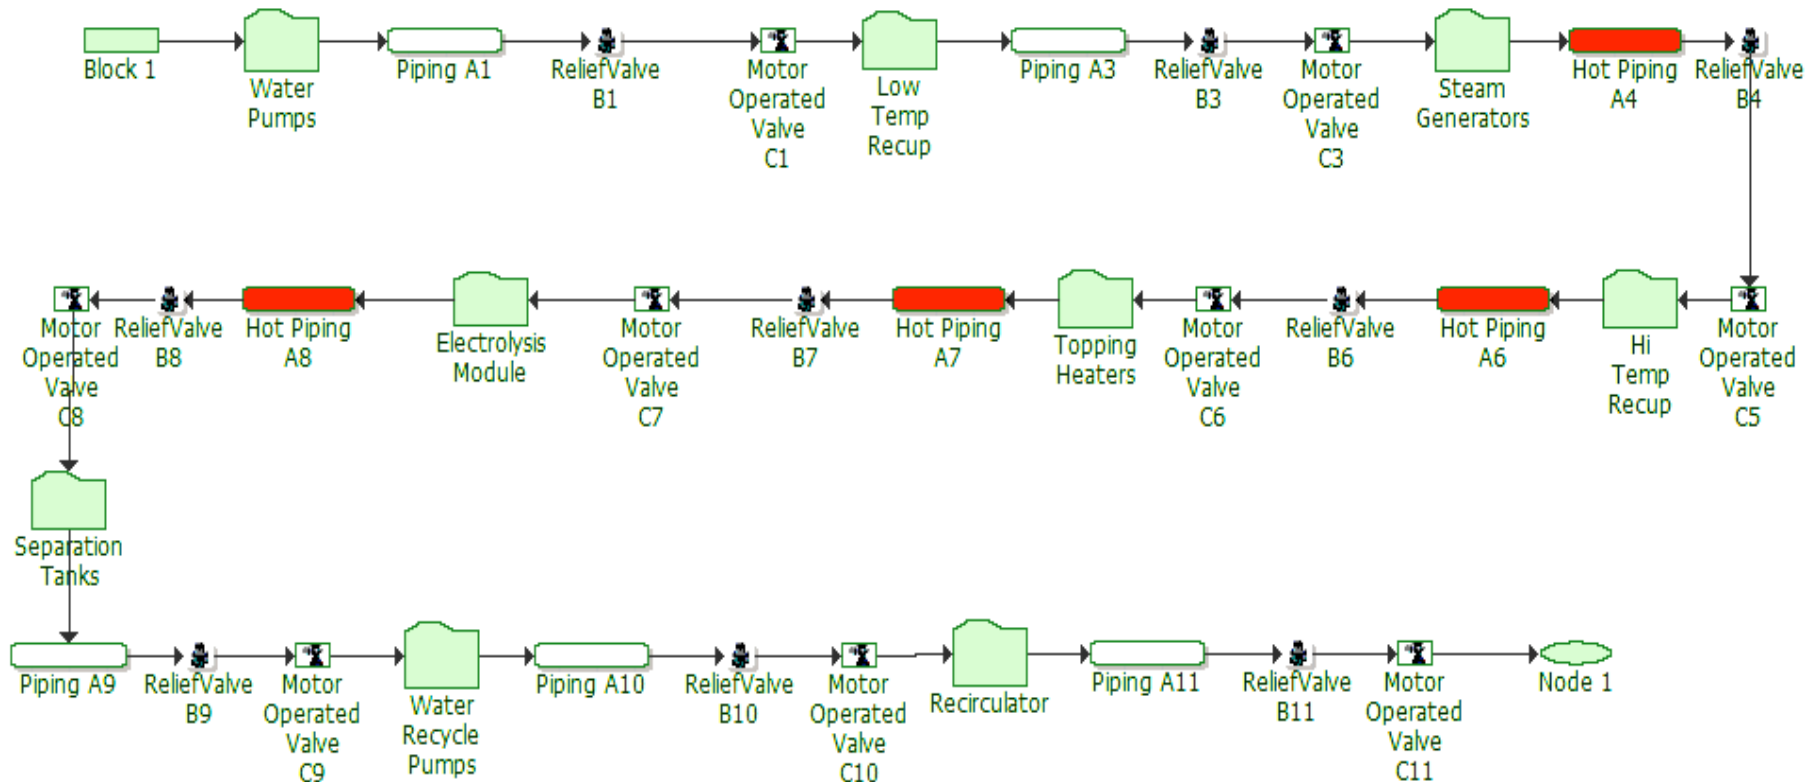 Block 1
Water
Pumps
Piping A1
ReliefValve
B1
Motor
Operated
Valve
C1
Low
Temp
Recup
Piping A3
ReliefValve
B3
Motor
Operated
Valve
C3
Steam
Generators
Hot Piping
A4
ReliefValve
B4
Motor
Operated
Valve
C8
ReliefValve
B8
Hot Piping
A8
Electrolysis
Module
Motor
Operated
Valve
C7
ReliefValve
B7
Hot Piping
A7
Topping
Heaters
Motor
Operated
Valve
C6
ReliefValve
B6
Hot Piping
A6
Hi
Temp
Recup
Motor
Operated
Valve
C5
Separation
Tanks
Piping A9
ReliefValve
B9
Motor
Operated
Valve
C9
Water
Recycle
Pumps
Piping A10
ReliefValve
B10
Motor
Operated
Valve
C10
Recirculator
Piping A11
ReliefValve
B11
Motor
Operated
Valve
C11
Node 1